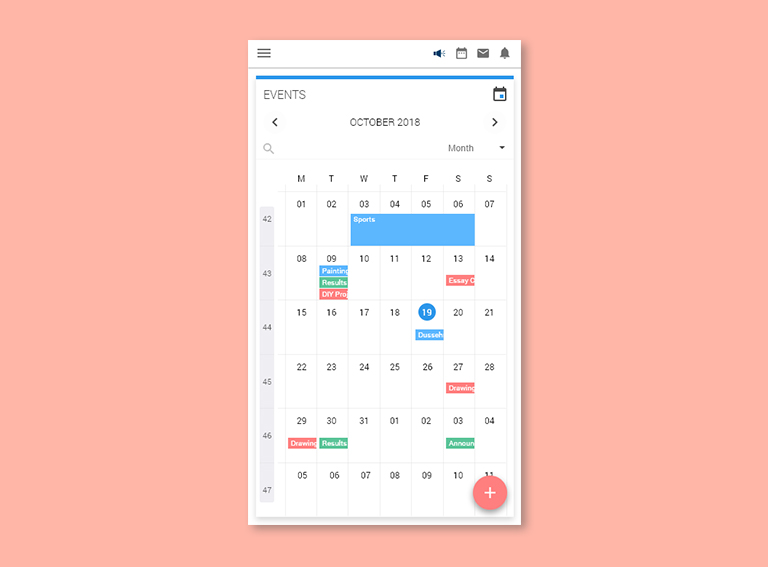 EVENTS
OCTOBER 2018
Month
M T W T F S S
42 01 02 03 04 05 06 07
Sports
43 08 09 10 11 12 13 14
Painting
Results
DIY Pro
Essay C
44 15 16 17 18 19 20 21
Dusseh
45 22 23 24 25 26 27 28
Drawing
46 29 30 31 01 02 03 04
Drawing Results Announ
47 05 06 07 08 09 10 11
+